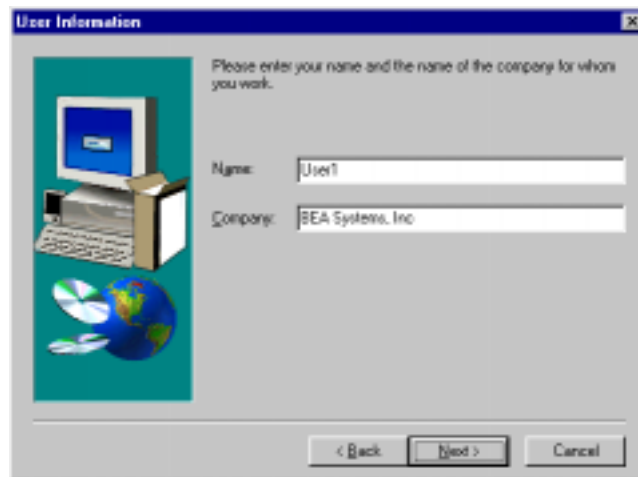 User Information
Please enter your name and the name of the company for whom
you work.
Name: User1
Company: BEA Systems, Inc
< Back Next > Cancel